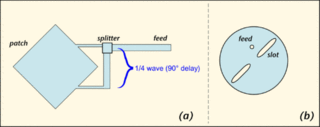 patch
splitter
feed
1/4 wave (90° delay)
(a)
feed
slot
(b)